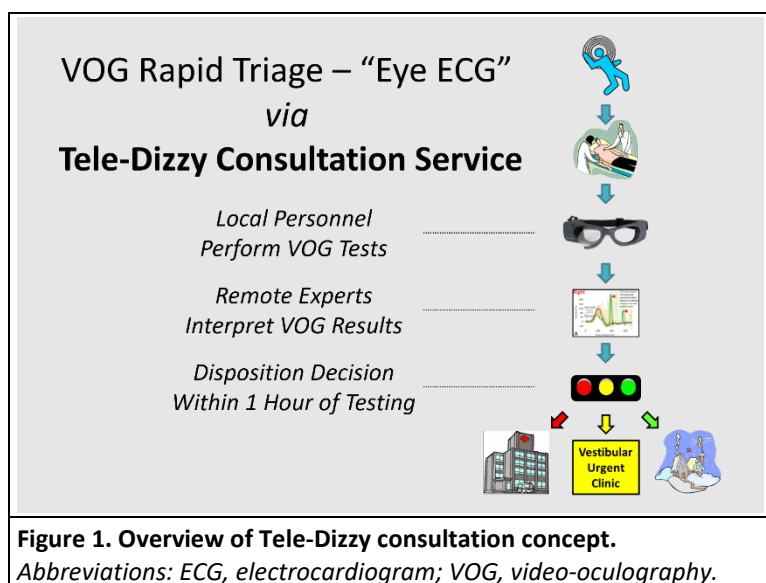 VOG Rapid Triage – “Eye ECG”
via
Tele-Dizzy Consultation Service
Local Personnel
Perform VOG Tests
Remote Experts
Interpret VOG Results
Disposition Decision
Within 1 Hour of Testing
Vestibular
Urgent
Clinic
Figure 1. Overview of Tele-Dizzy consultation concept.
Abbreviations: ECG, electrocardiogram; VOG, video-oculography.